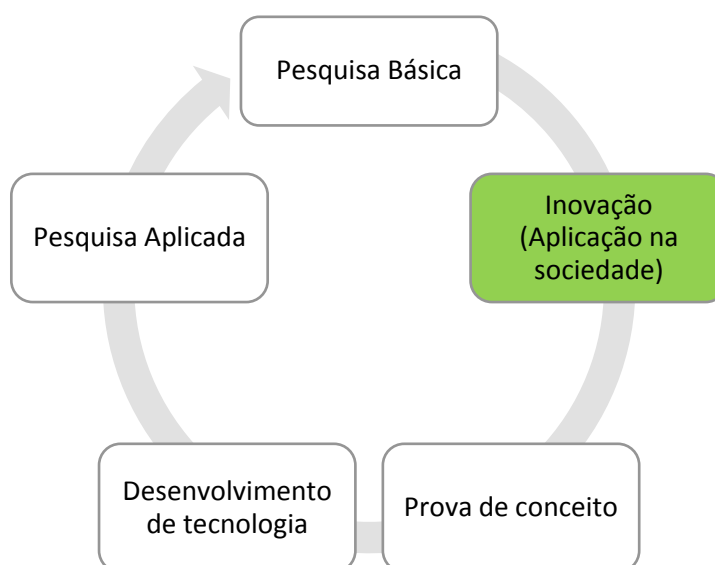 Pesquisa Básica
Inovação
(Aplicação na
sociedade)
Pesquisa Aplicada
Desenvolvimento
de tecnologia
Prova de conceito